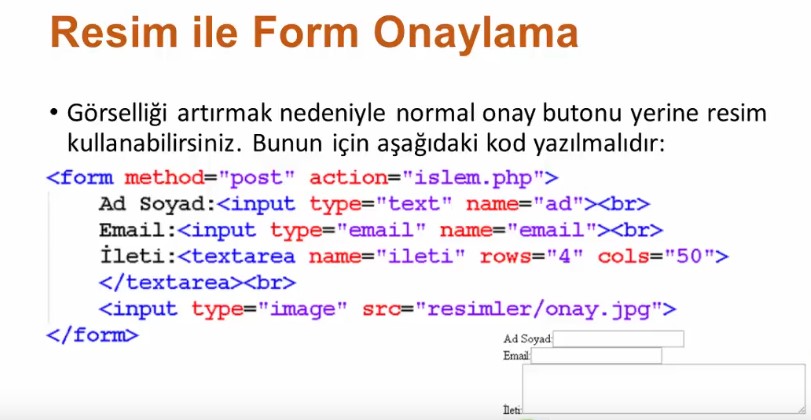 Resim ile Form Onaylama
• Görselliği artırmak nedeniyle normal onay butonu yerine resim
kullanabilirsiniz. Bunun için aşağıdaki kod yazılmalıdır:
<form method="post" action="islem.php">
Ad Soyad:<input type="text" name="ad"><br>
Email:<input type="email" name="email"><br>
İleti:<textarea name="ileti" rows="4" cols="50">
</textarea><br>
<input type="image" src="resimler/onay.jpg">
</form>
Ad Soyad:
Email:
İleti: